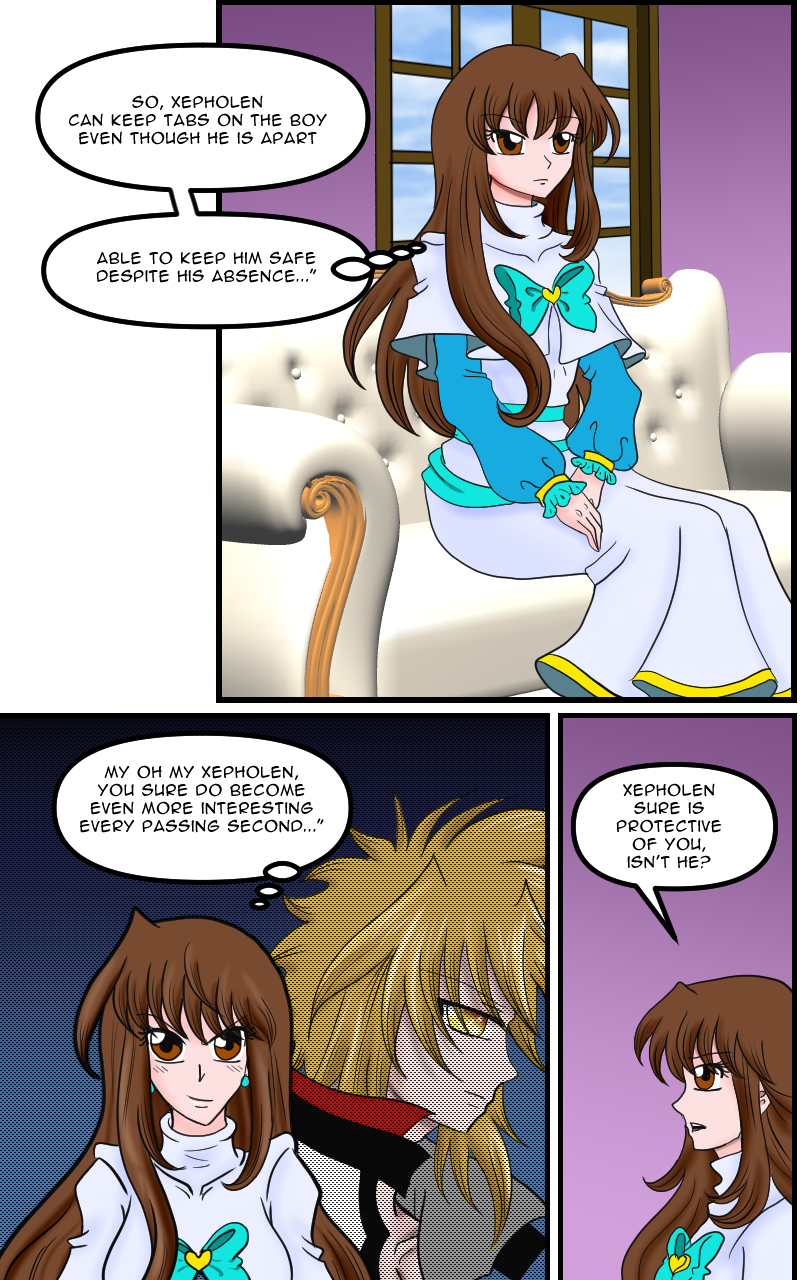 SO, XEPHOLEN
CAN KEEP TABS ON THE BOY
EVEN THOUGH HE IS APART
ABLE TO KEEP HIM SAFE
DESPITE HIS ABSENCE..."
MY OH MY XEPHOLEN,
YOU SURE DO BECOME
EVEN MORE INTERESTING
EVERY PASSING SECOND..."
XEPHOLEN
SURE IS
PROTECTIVE
OF YOU,
ISN'T HE?